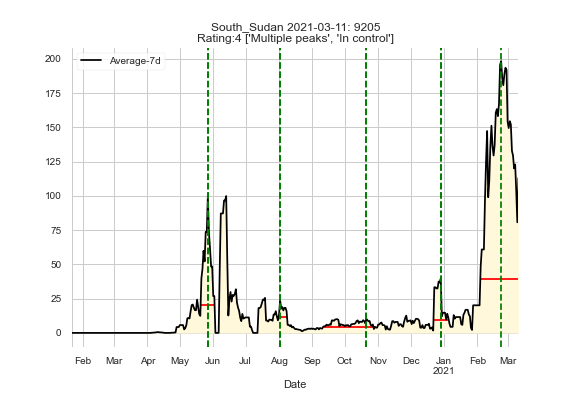 South_Sudan 2021-03-11: 9205
Rating:4 ['Multiple peaks', 'In control']
Average-7d
200
175
150
125
100
75
50
25
0
Feb Mar Apr May Jun Jul Aug Sep Oct Nov Dec Jan Feb Mar
2021
Date